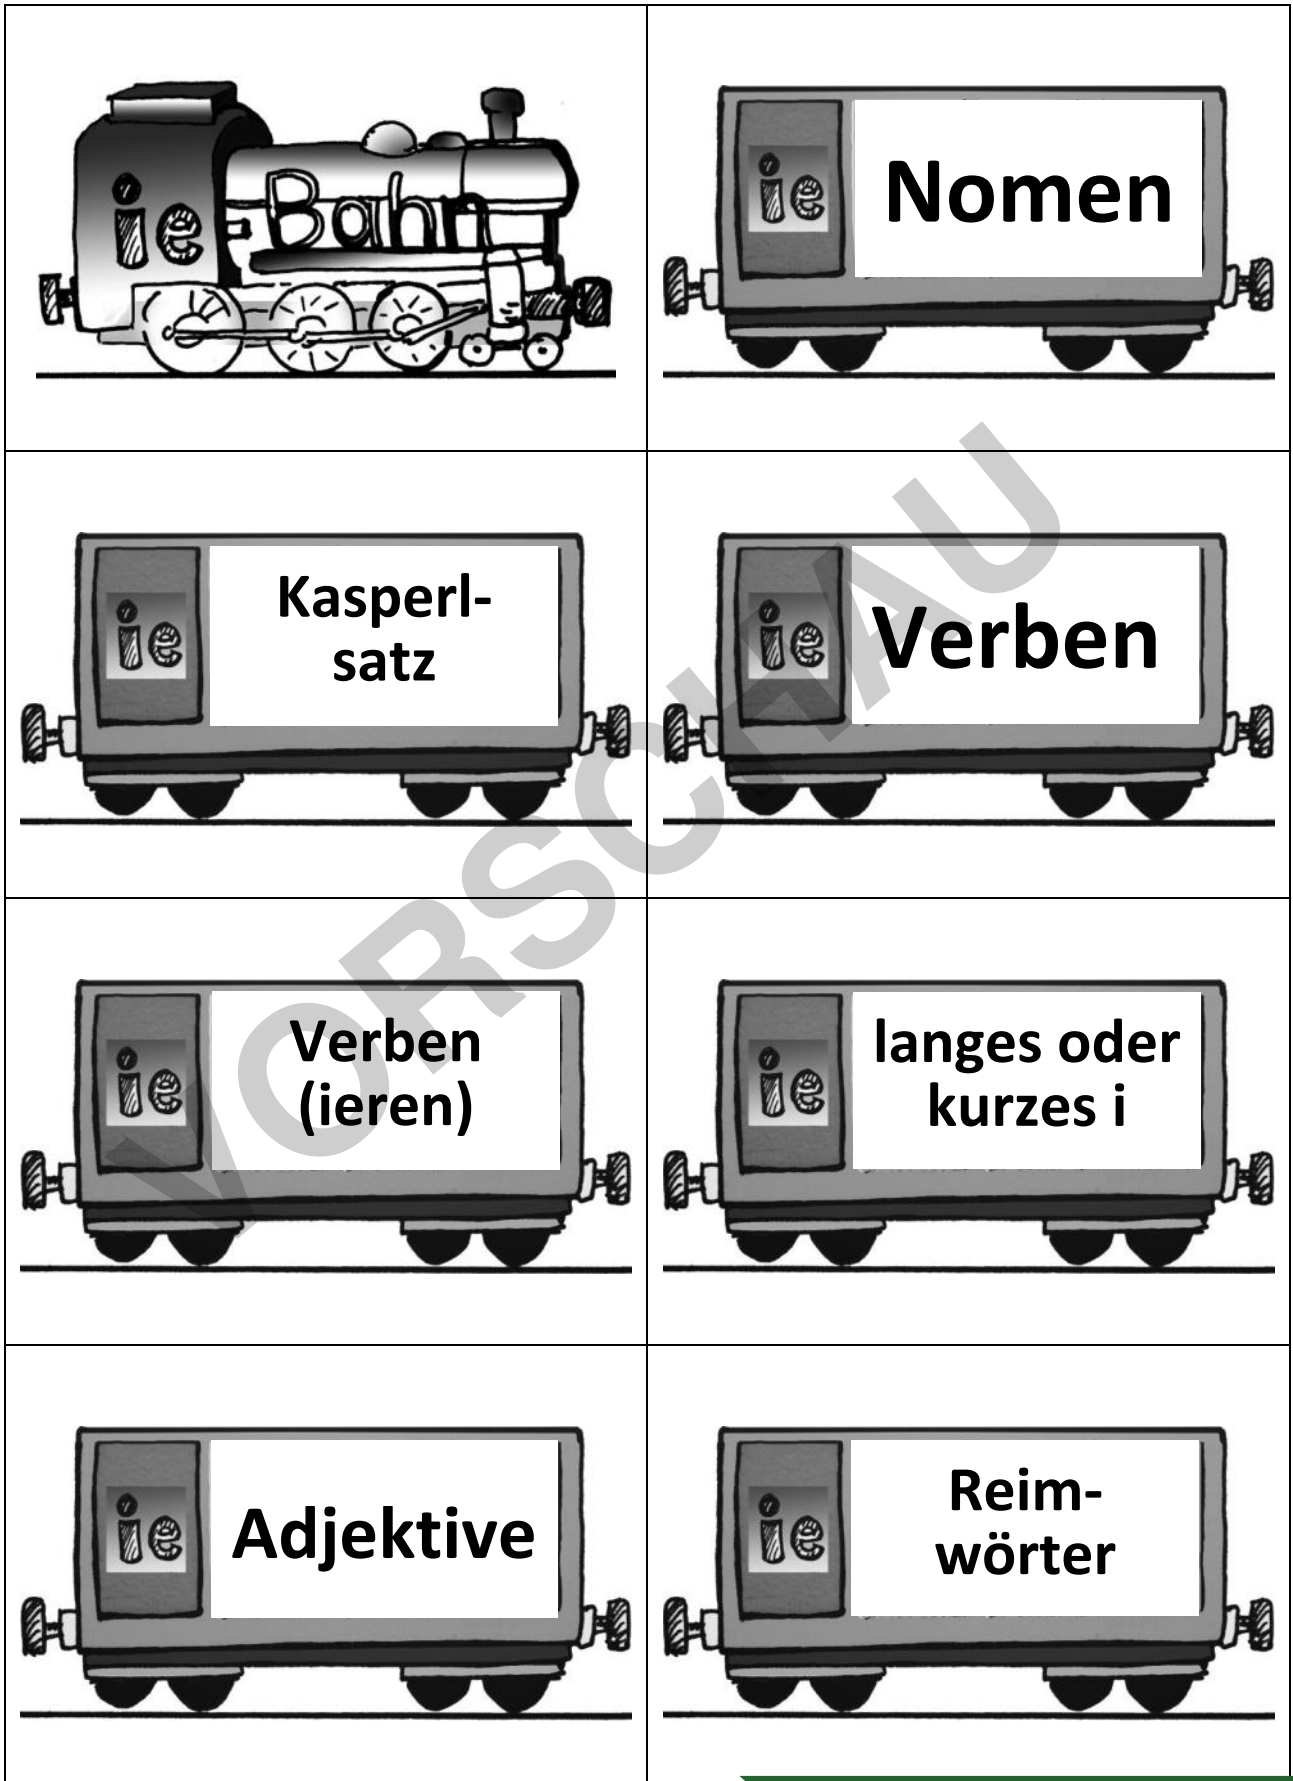 ie-Bahn
ie
Nomen
ie
Kasperl-
satz
ie
Verben
ie
Verben
(ieren)
ie
langes oder
kurzes i
ie
Adjektive
ie
Reim-
wörter
VORSCHAU